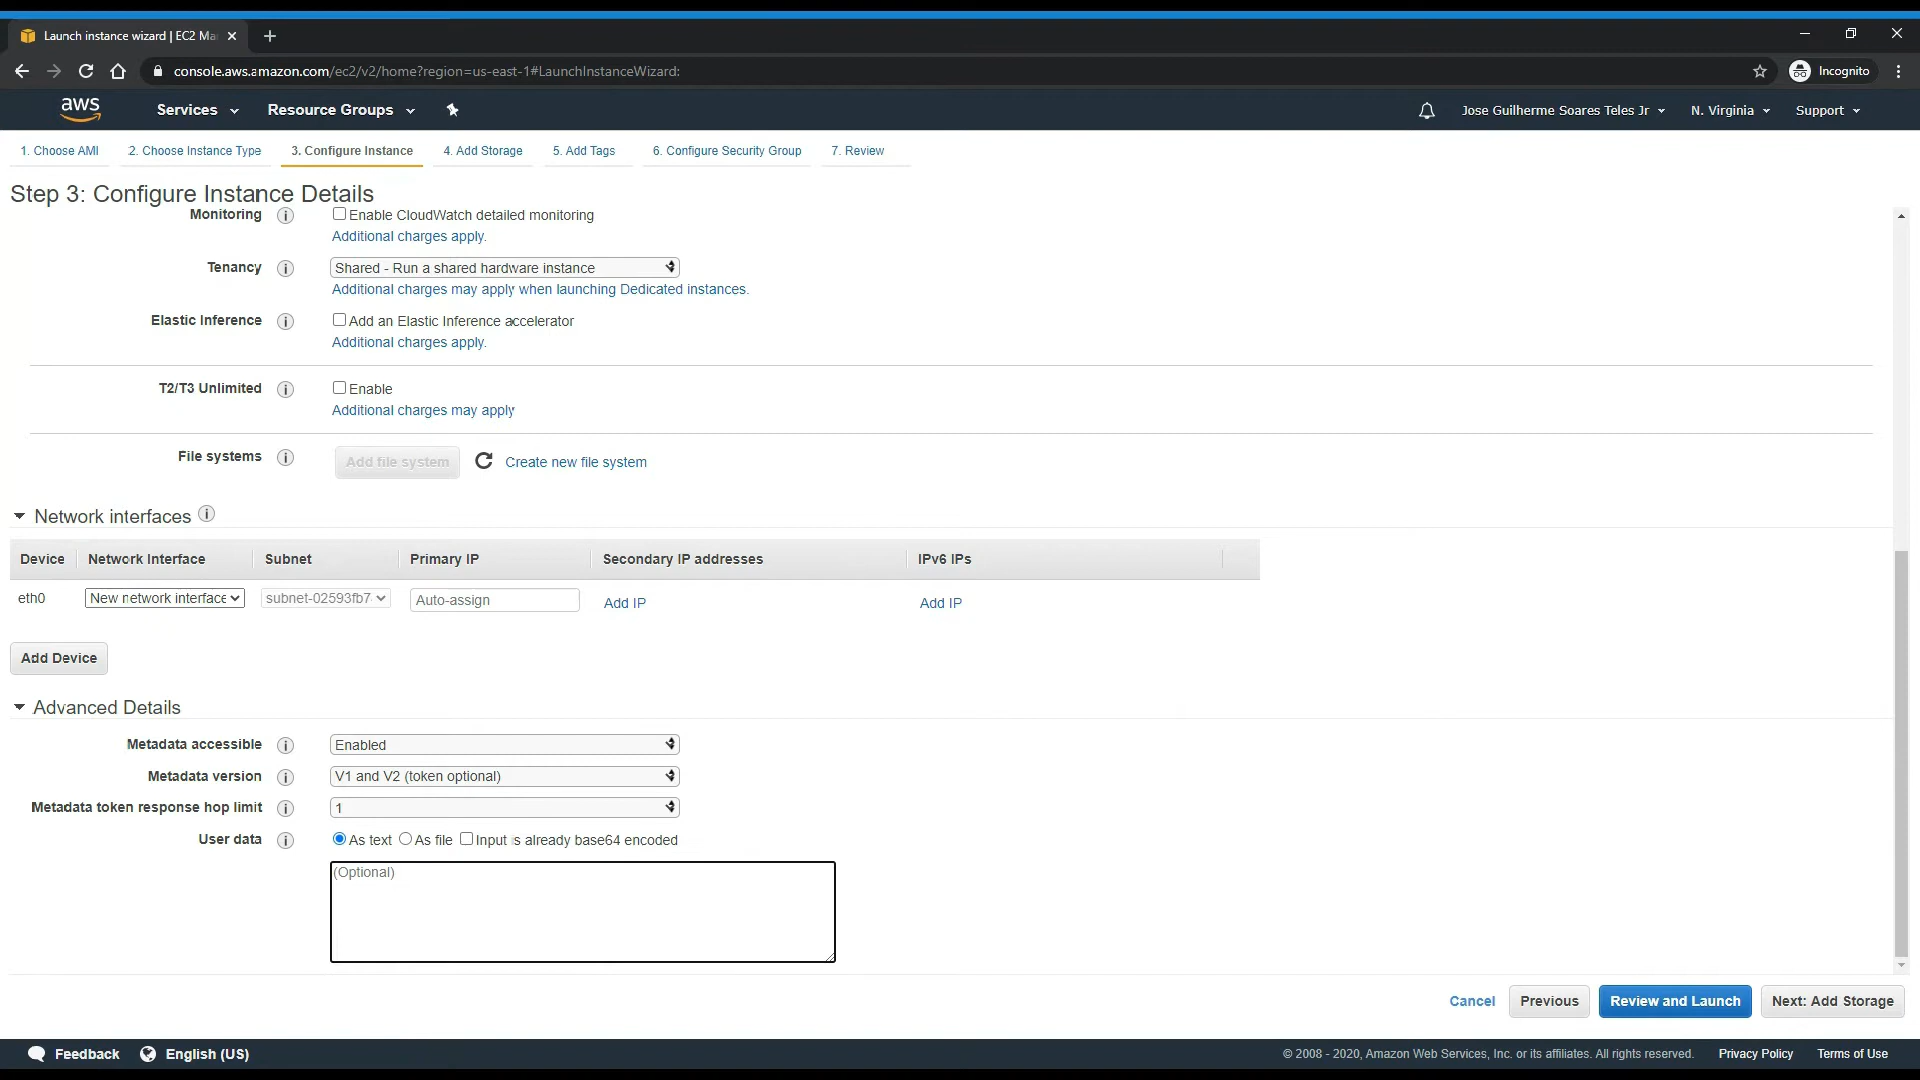 Launch instance wizard | EC2 Ma
console.aws.amazon.com/ec2/v2/home?region=us-east-1#LaunchInstanceWizard:
Incognito
aws
Services
Resource Groups
Jose Guilherme Soares Teles Jr
N. Virginia
Support
1. Choose AMI
2. Choose Instance Type
3. Configure Instance
4. Add Storage
5. Add Tags
6. Configure Security Group
7. Review
Step 3: Configure Instance Details
Monitoring
Enable CloudWatch detailed monitoring
Additional charges apply.
Tenancy
Shared - Run a shared hardware instance
Additional charges may apply when launching Dedicated instances.
Elastic Inference
Add an Elastic Inference accelerator
Additional charges apply.
T2/T3 Unlimited
Enable
Additional charges may apply
File systems
Add file system
Create new file system
Network interfaces
Device
Network Interface
Subnet
Primary IP
Secondary IP addresses
IPv6 IPs
eth0
New network interface
subnet-02593fb7
Auto-assign
Add IP
Add IP
Add Device
Advanced Details
Metadata accessible
Enabled
Metadata version
V1 and V2 (token optional)
Metadata token response hop limit
1
User data
As text
As file
Input is already base64 encoded
(Optional)
Cancel
Previous
Review and Launch
Next: Add Storage
Feedback
English (US)
© 2008 - 2020, Amazon Web Services, Inc. or its affiliates. All rights reserved.
Privacy Policy
Terms of Use